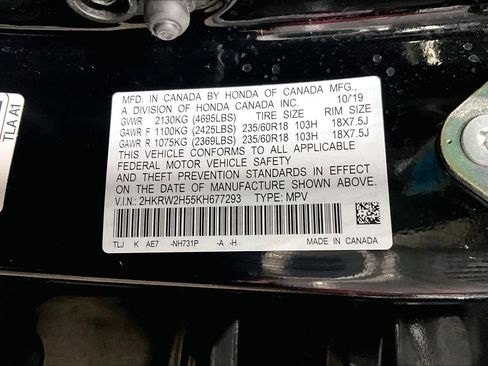 MFD. IN CANADA BY HONDA OF CANADA MFG.,
A DIVISION OF HONDA CANADA INC. 10/19
GVWR 2130KG (4695LBS) TIRE SIZE RIM SIZE
GAWR F 1100KG (2425LBS) 235/60R18 103H 18X7.5J
GAWR R 1075KG (2369LBS) 235/60R18 103H 18X7.5J
THIS VEHICLE CONFORMS TO ALL APPLICABLE
FEDERAL MOTOR VEHICLE SAFETY
AND THEFT PREVENTION STANDARDS IN EFFECT
ON THE DATE OF MANUFACTURE SHOWN ABOVE.
V.I.N.: 2HKRW2H55KH677293 TYPE: MPV
TLJ K AE7 -NH731P -A -H MADE IN CANADA
TLA A1